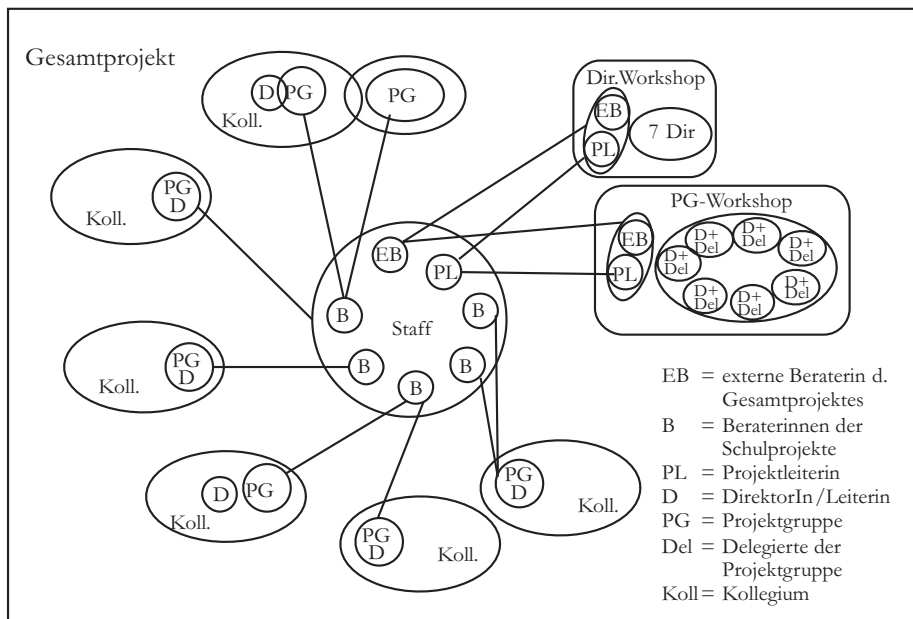 Gesamtprojekt
D
PG
Koll.
PG
Dir.Workshop
EB
7 Dir
PL
PG
D
Koll.
PG-Workshop
EB
PL
D+
Del
D+
Del
D+
Del
D+
Del
D+
Del
D+
Del
D+
Del
EB
PL
B
B
Staff
PG
D
Koll.
B
B
B
D
PG
Koll.
PG
D
Koll.
PG
D
Koll.
EB = externe Beraterin d.
Gesamtprojektes
B = Beraterinnen der
Schulprojekte
PL = Projektleiterin
D = DirektorIn/Leiterin
PG = Projektgruppe
Del = Delegierte der
Projektgruppe
Koll = Kollegium